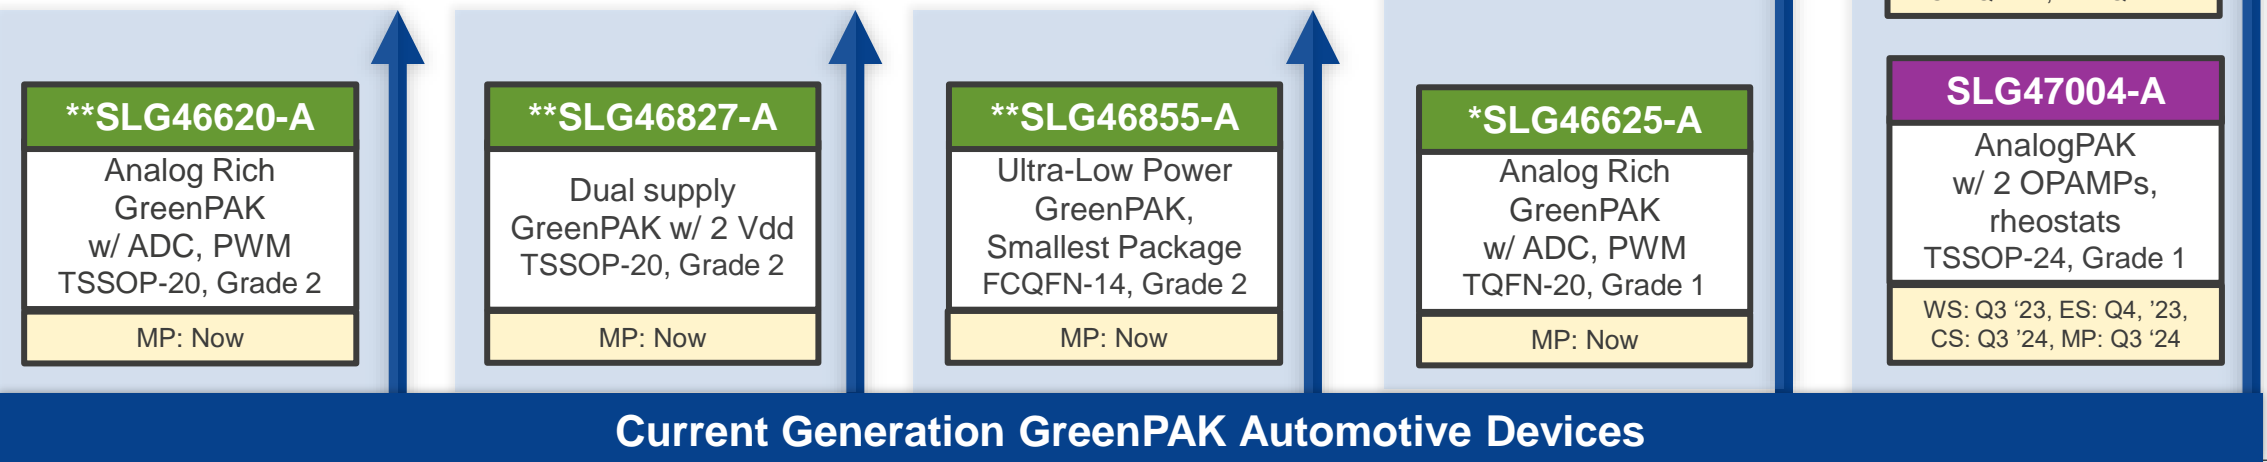 **SLG46620-A
Analog Rich
GreenPAK
w/ ADC, PWM
TSSOP-20, Grade 2
MP: Now
**SLG46827-A
Dual supply
GreenPAK w/ 2 Vdd
TSSOP-20, Grade 2
MP: Now
**SLG46855-A
Ultra-Low Power
GreenPAK,
Smallest Package
FCQFN-14, Grade 2
MP: Now
*SLG46625-A
Analog Rich
GreenPAK
w/ ADC, PWM
TQFN-20, Grade 1
MP: Now
SLG47004-A
AnalogPAK
w/ 2 OPAMPs,
rheostats
TSSOP-24, Grade 1
WS: Q3 ‘23, ES: Q4, ’23,
CS: Q3 ’24, MP: Q3 ‘24
Current Generation GreenPAK Automotive Devices